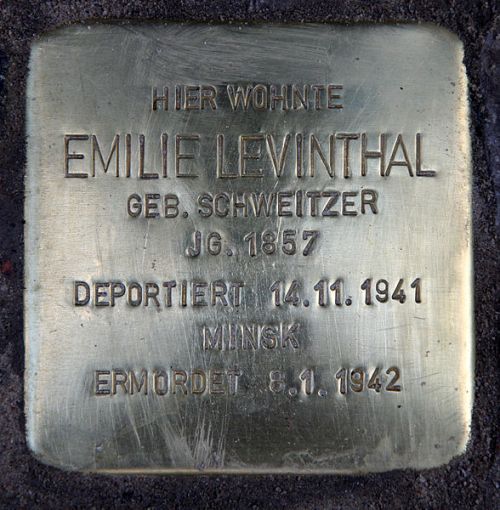 HIER WOHNTE
EMILIE LEVINTHAL
GEB. SCHWEITZER
JG. 1857
DEPORTIERT 14.11.1941
MINSK
ERMORDET 8.1.1942